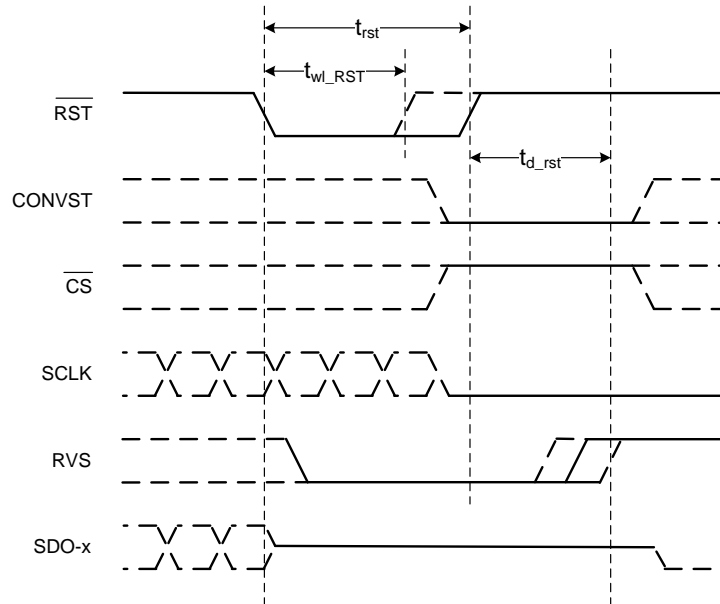 t_rst
t_wl_RST
RST
t_d_rst
CONVST
CS
SCLK
RVS
SDO-x